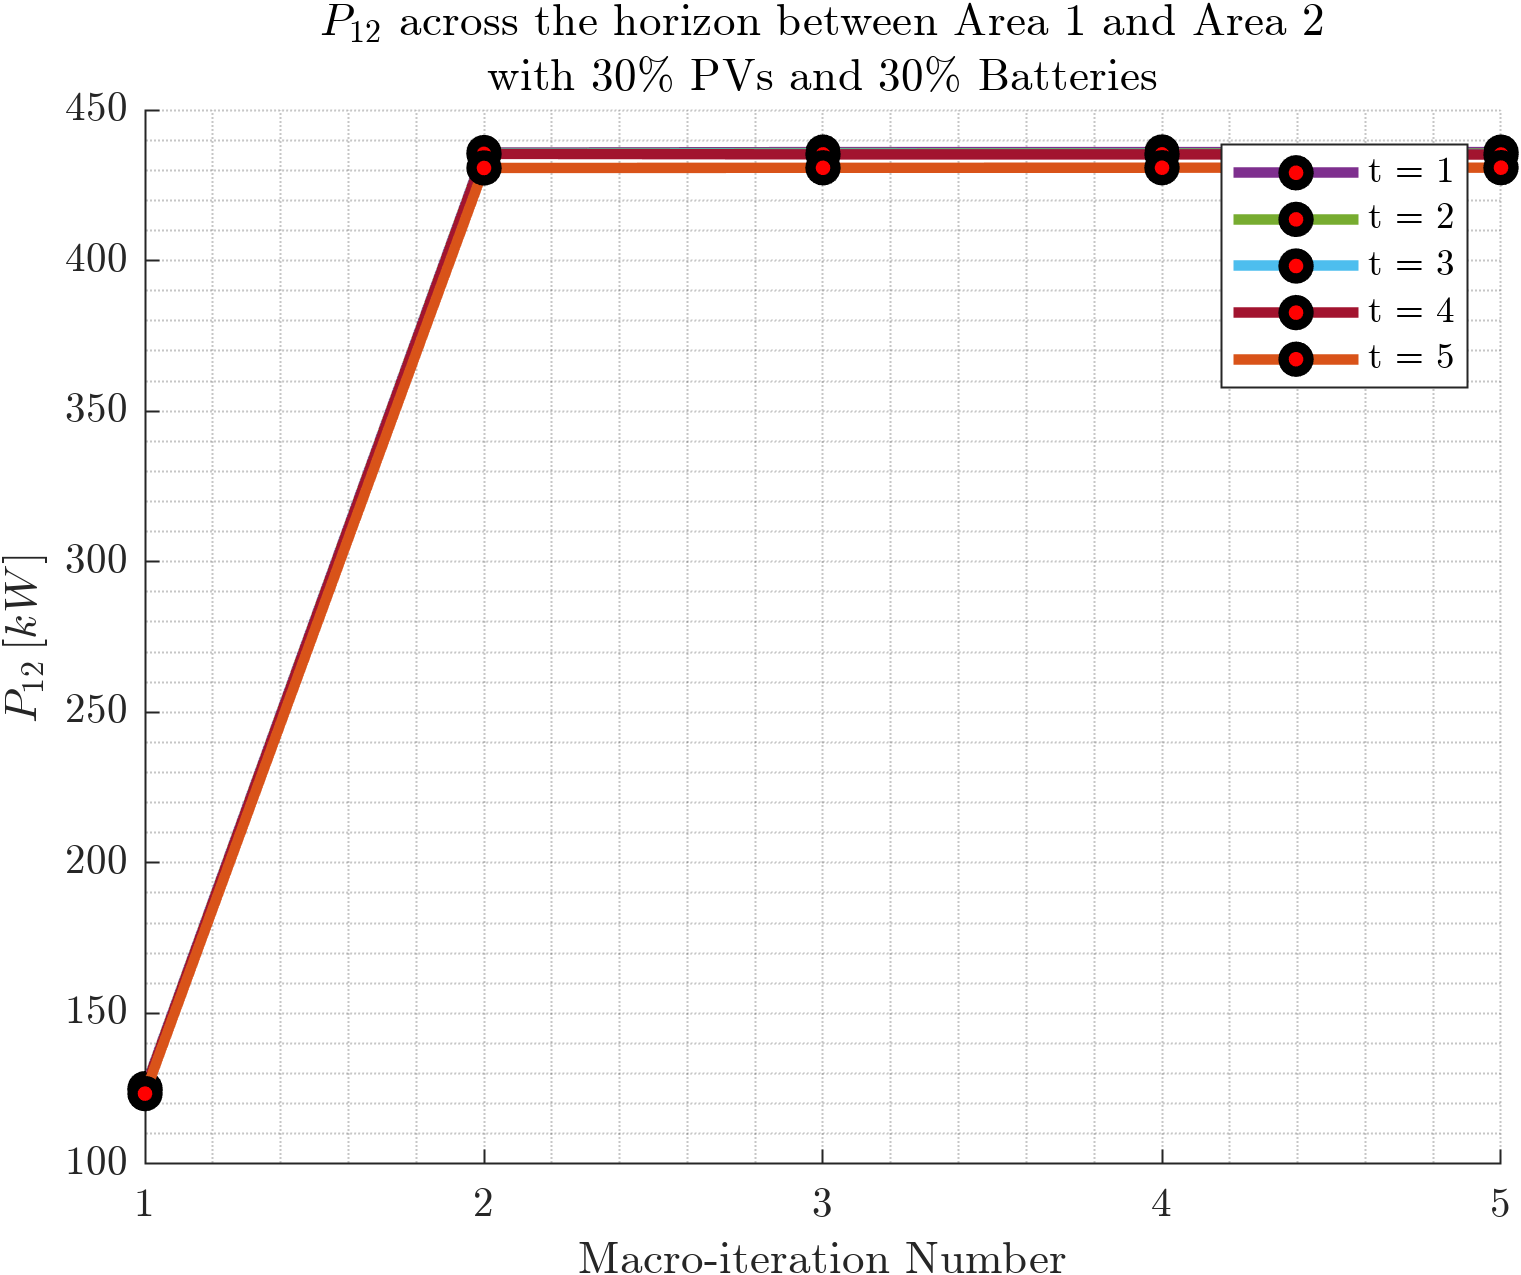 P₁₂ across the horizon between Area 1 and Area 2
with 30% PVs and 30% Batteries
P₁₂ [kW]
450
400
350
300
250
200
150
100
t = 1
t = 2
t = 3
t = 4
t = 5
1 2 3 4 5
Macro-iteration Number